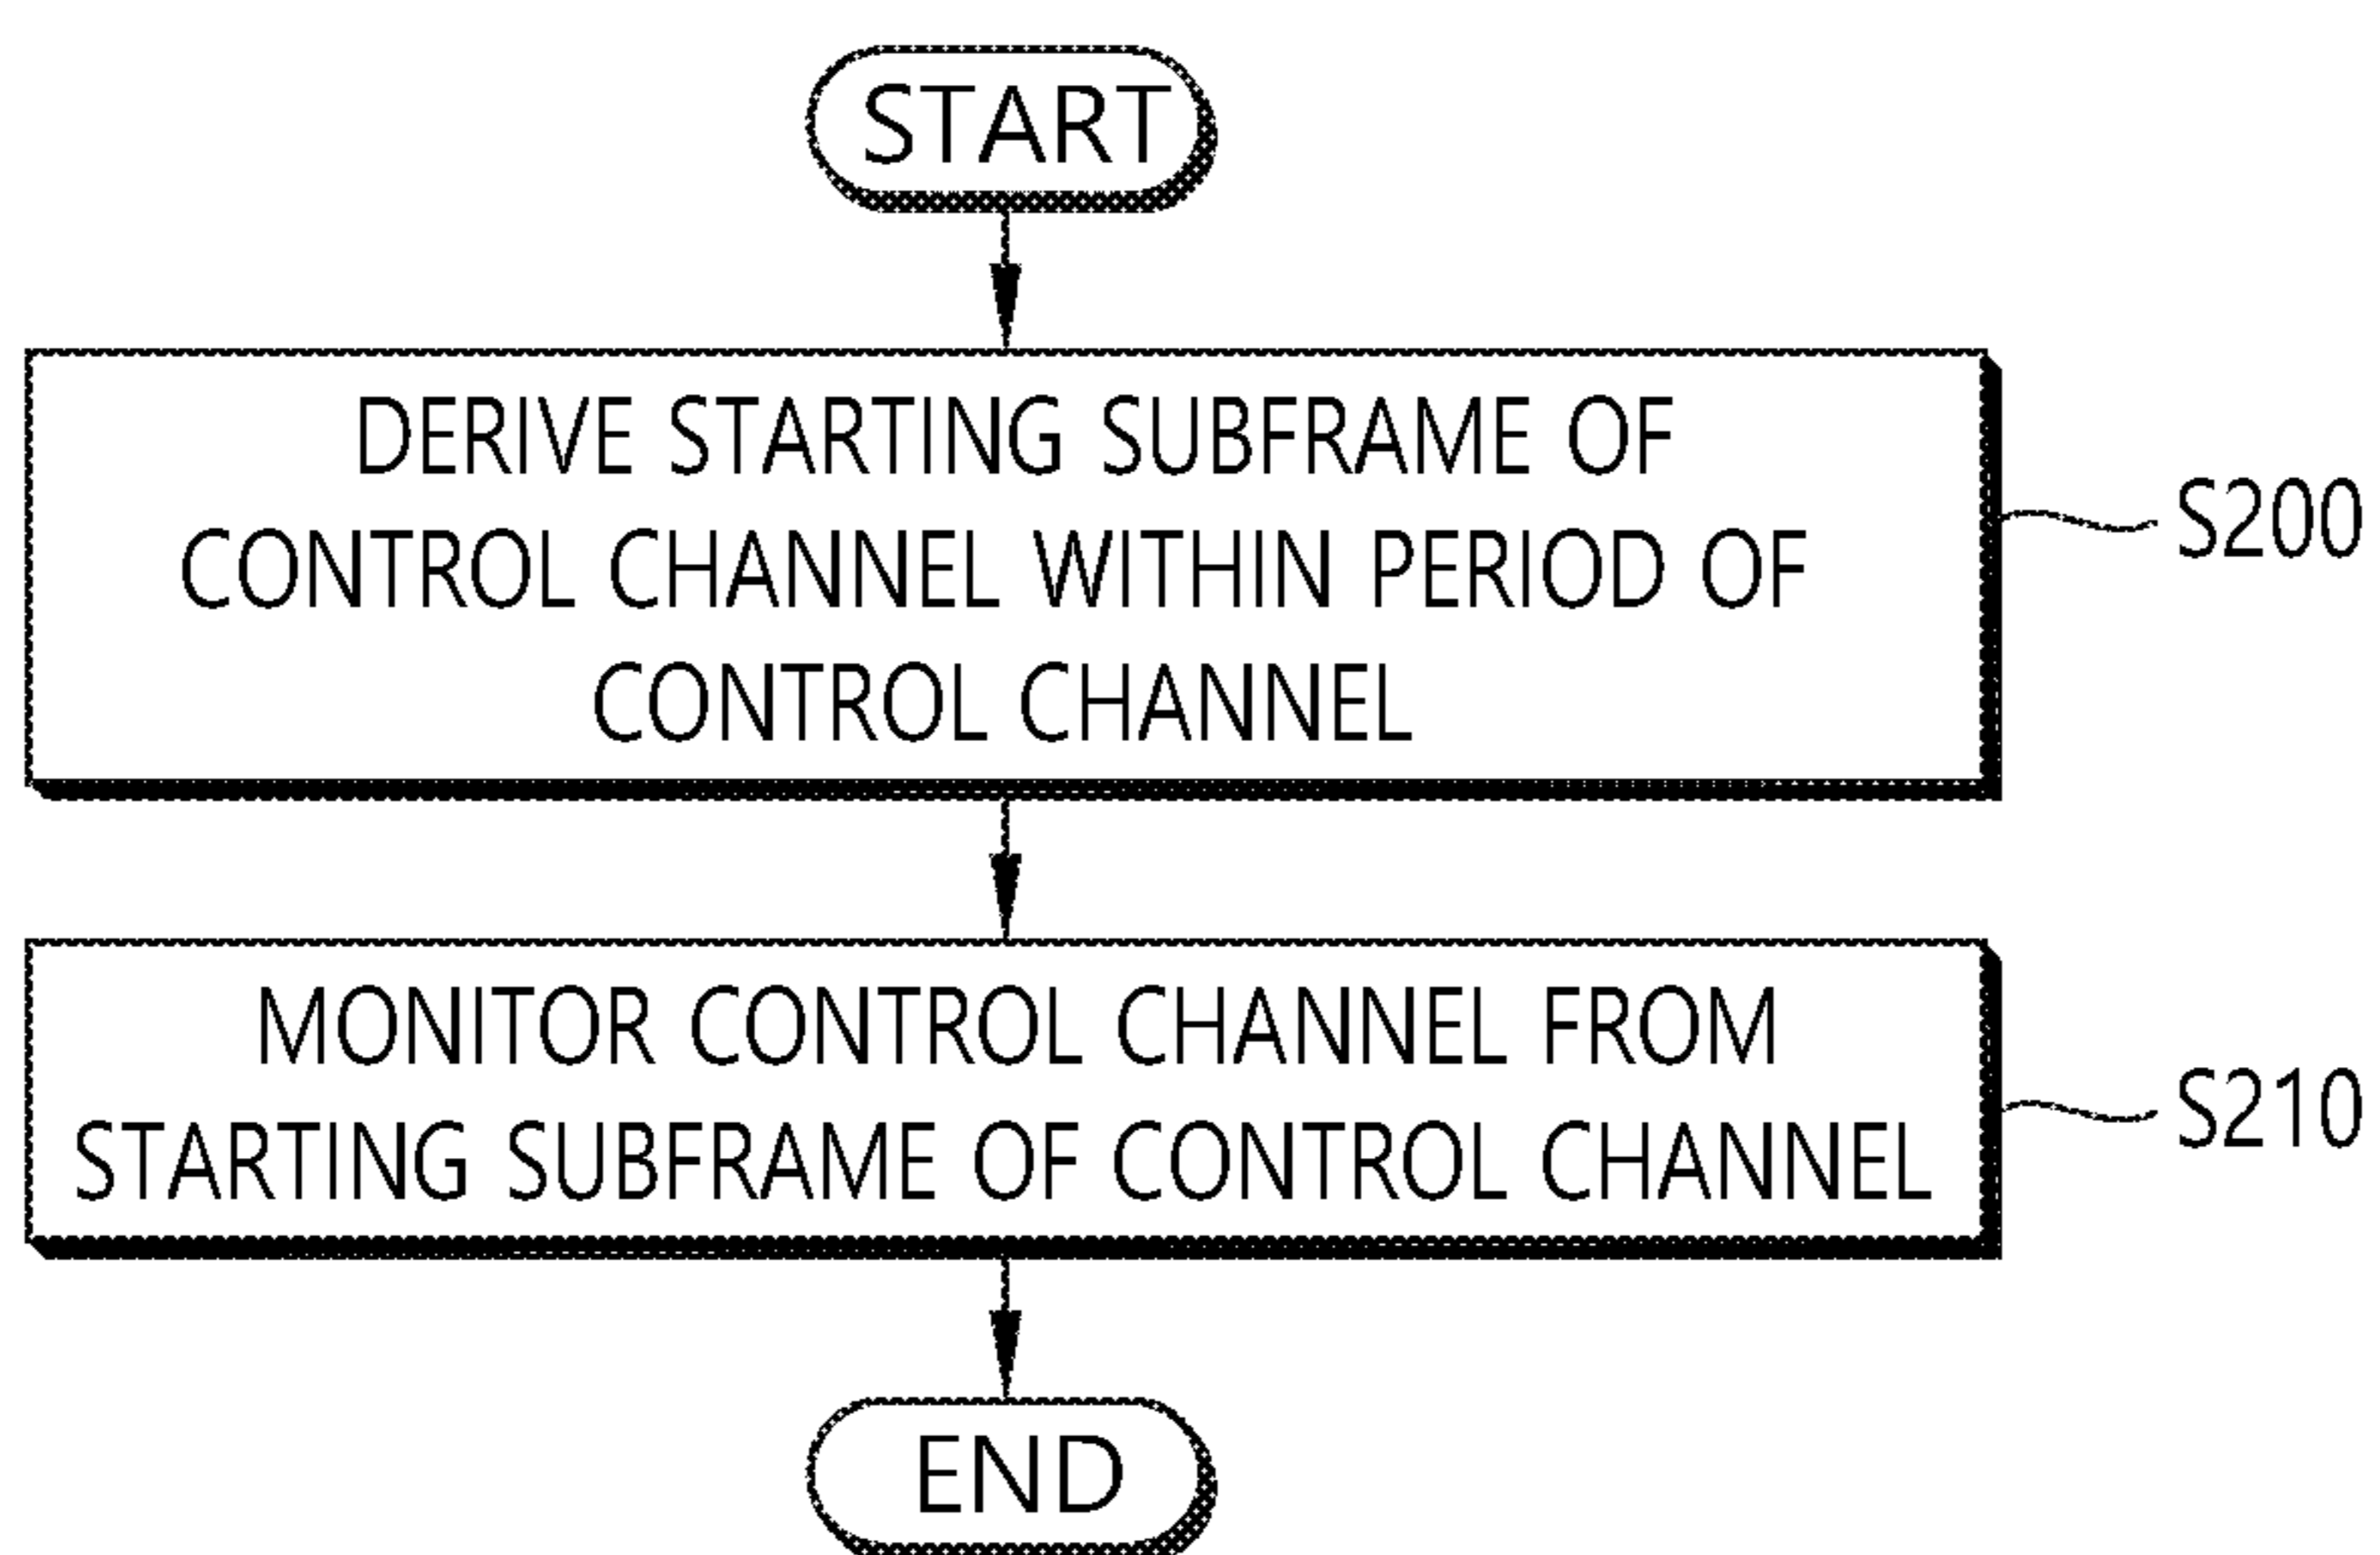 START
DERIVE STARTING SUBFRAME OF
CONTROL CHANNEL WITHIN PERIOD OF
CONTROL CHANNEL
S200
MONITOR CONTROL CHANNEL FROM
STARTING SUBFRAME OF CONTROL CHANNEL
S210
END